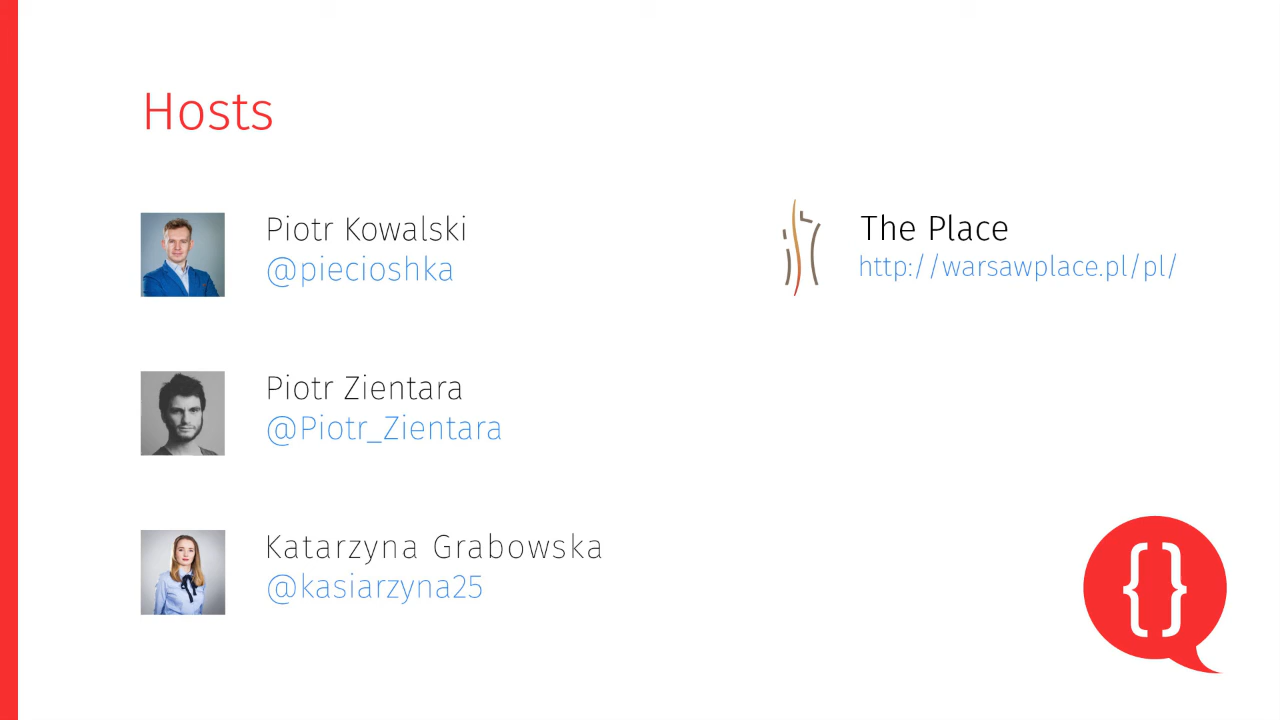 Hosts
Piotr Kowalski
@piecioshka
Piotr Zientara
@Piotr_Zientara
Katarzyna Grabowska
@kasiarzyna25
The Place
http://warsawplace.pl/pl/
{}